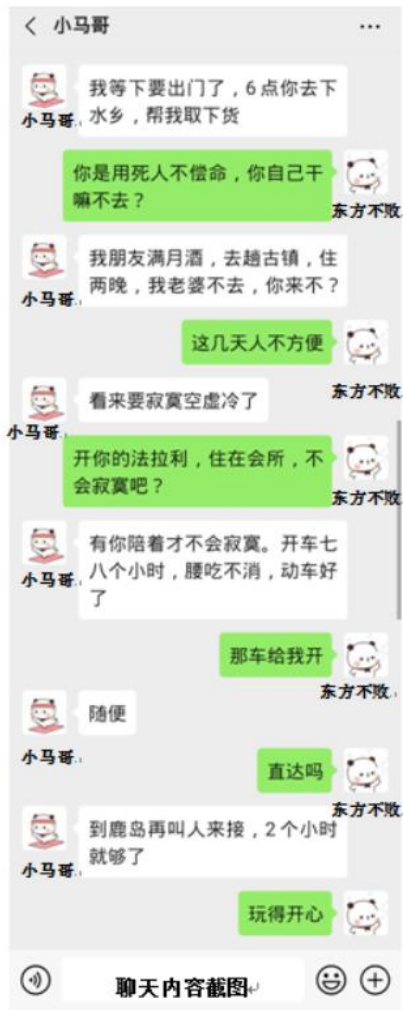 小马哥
我等下要出门了，6点你去下
水乡，帮我取下货
小马哥
你是用死人不偿命，你自己干
嘛不去？
东方不败
我朋友满月酒，去趟古镇，住
两晚，我老婆不去，你来不？
小马哥
这几天人不方便
东方不败
看来要寂寞空虚冷了
小马哥
开你的法拉利，住在会所，不
会寂寞吧？
东方不败
有你陪着才不会寂寞。开车七
八个小时，腰吃不消，动车好
了
小马哥
那车给我开
东方不败
随便
小马哥
直达吗
东方不败
到鹿岛再叫人来接，2个小时
就够了
小马哥
玩得开心
聊天内容截图